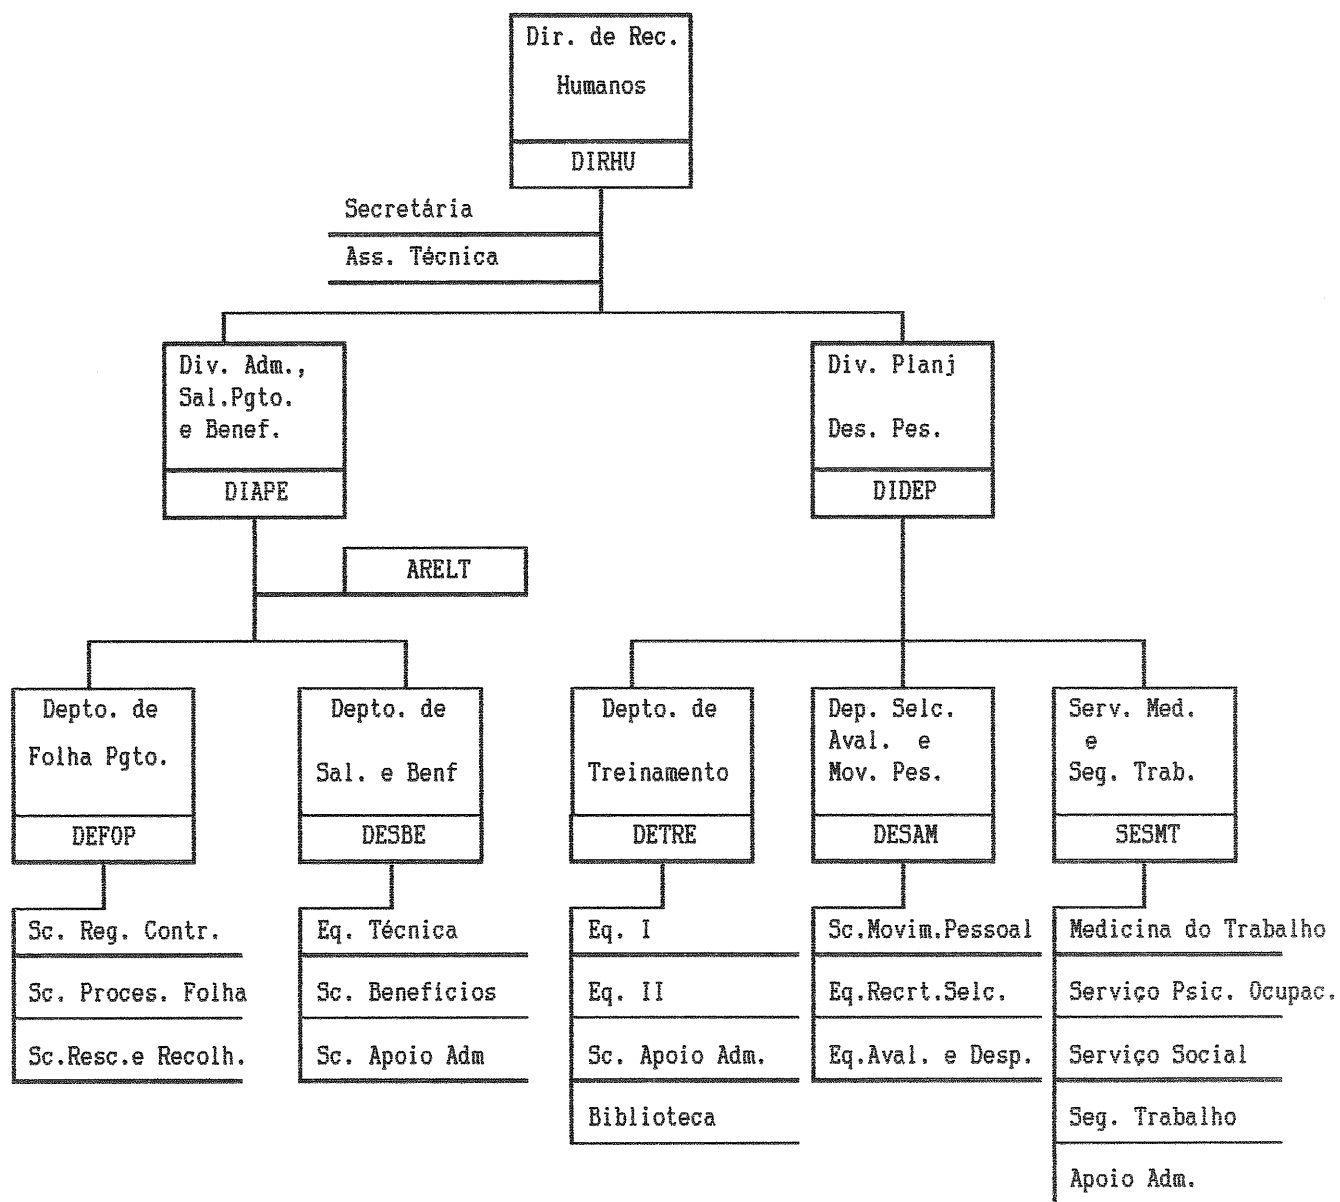 Dir. de Rec.
Humanos
DIRHU
Secretária
Ass. Técnica
Div. Adm.,
Sal.Pgto.
e Benef.
DIAPE
Div. Planj
Des. Pes.
DIDEP
ARELT
Depto. de
Folha Pgto.
DEFOP
Depto. de
Sal. e Benf
DESBE
Depto. de
Treinamento
DETRE
Dep. Selc.
Aval. e
Mov. Pes.
DESAM
Serv. Med.
e
Seg. Trab.
SESMT
Sc. Reg. Contr.
Sc. Proces. Folha
Sc.Resc.e Recolh.
Eq. Técnica
Sc. Beneficios
Sc. Apoio Adm
Eq. I
Eq. II
Sc. Apoio Adm.
Biblioteca
Sc.Movim.Pessoal
Eq.Recrt.Selc.
Eq.Aval. e Desp.
Medicina do Trabalho
Serviço Psic. Ocupac.
Serviço Social
Seg. Trabalho
Apoio Adm.